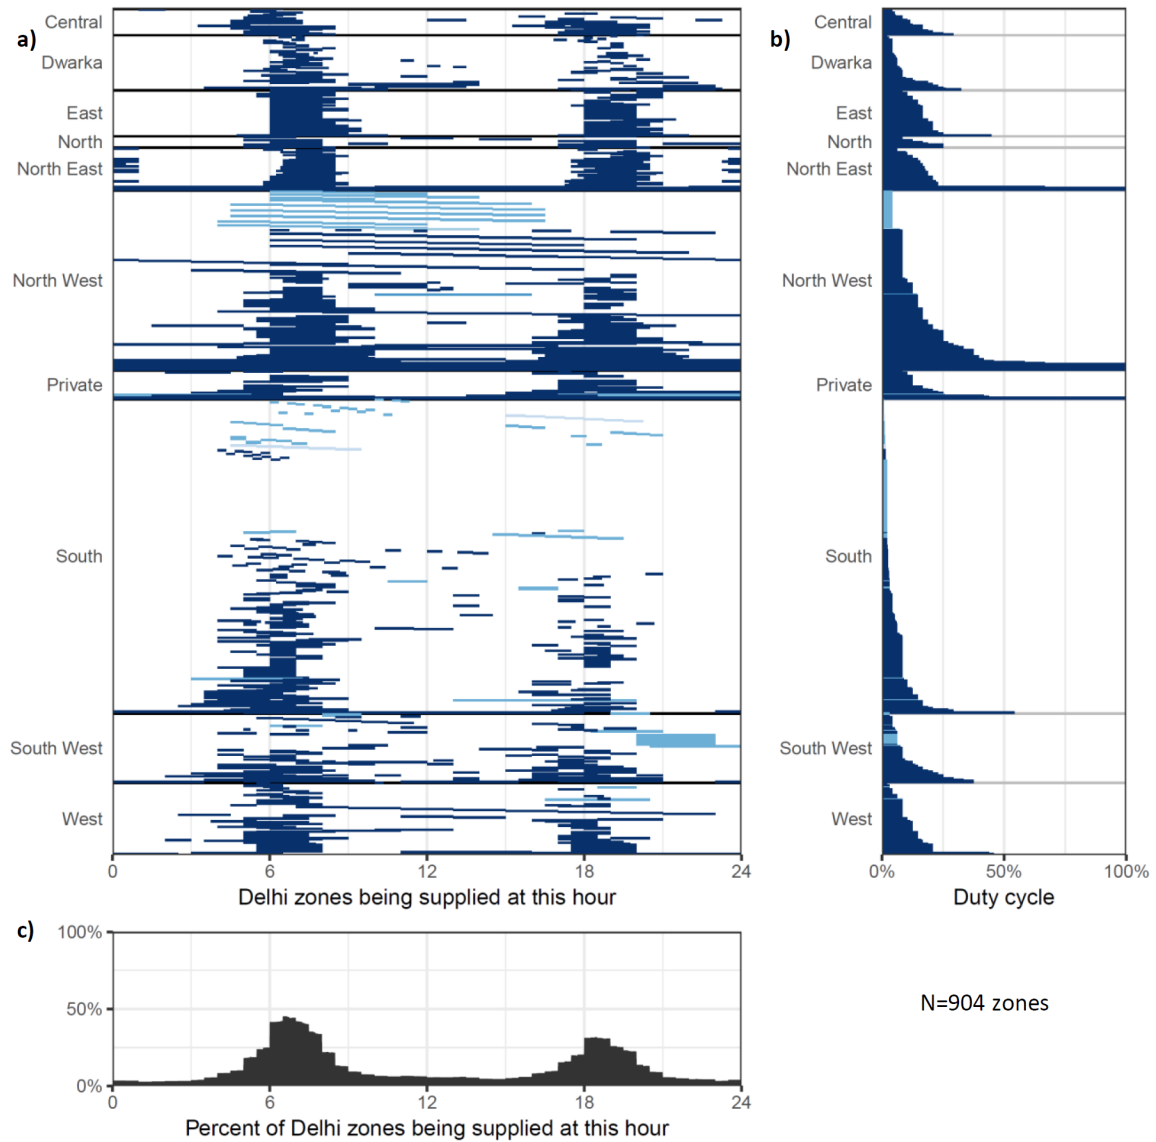 a)
Central
Dwarka
East
North
North East
North West
Private
South
South West
West
0 6 12 18 24
Delhi zones being supplied at this hour
b)
Central
Dwarka
East
North
North East
North West
Private
South
South West
West
0% 50% 100%
Duty cycle
c)
100%
50%
0%
0 6 12 18 24
Percent of Delhi zones being supplied at this hour
N=904 zones